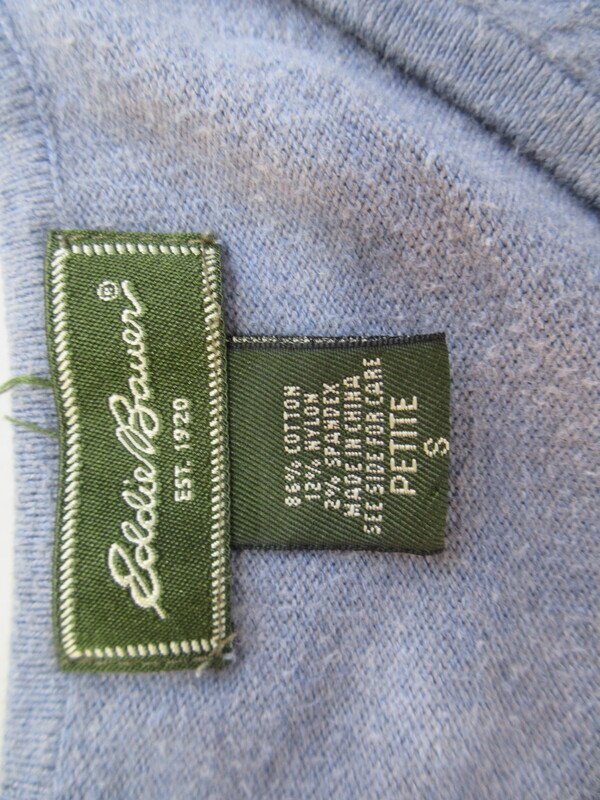 Eddie Bauer®
EST. 1920
86% COTTON
12% NYLON
2% SPANDEX
MADE IN CHINA
SEE SIDE FOR CARE
PETITE
S